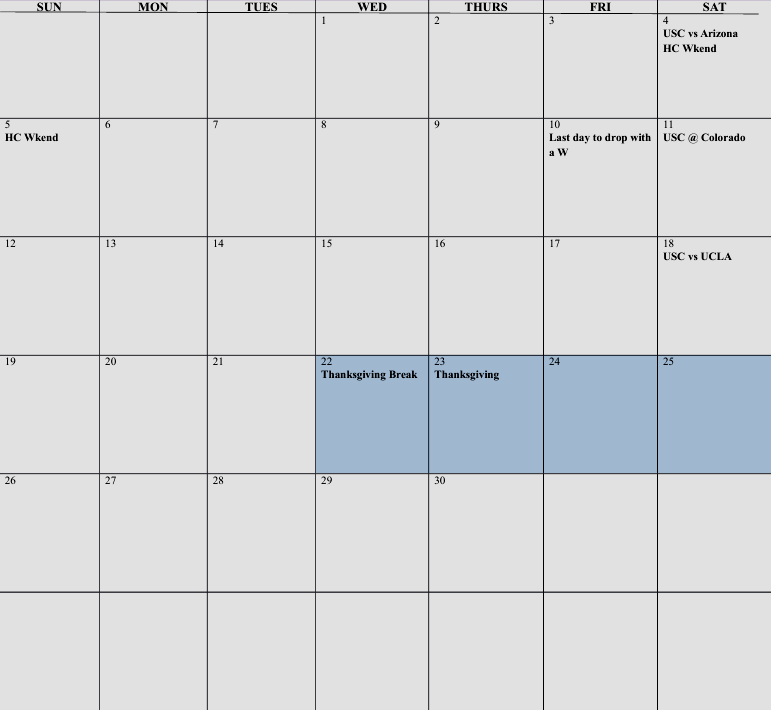 SUN MON TUES WED THURS FRI SAT
1 2 3 4
USC vs Arizona
HC Wkend
5 6 7 8 9 10 11
HC Wkend Last day to drop with USC @ Colorado
a W
12 13 14 15 16 17 18
USC vs UCLA
19 20 21 22 23 24 25
Thanksgiving Break Thanksgiving
26 27 28 29 30